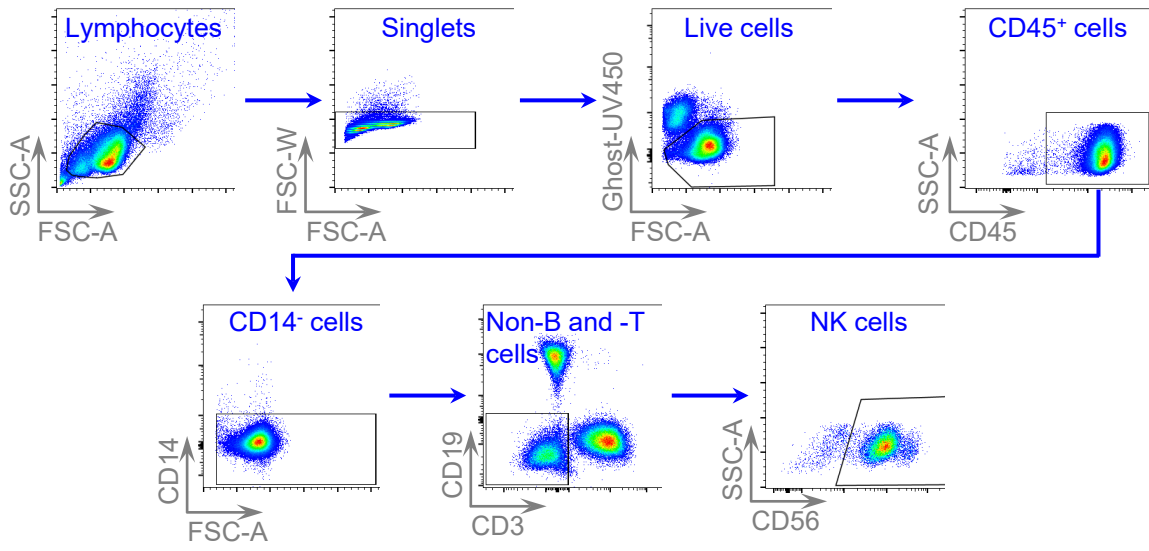 Lymphocytes
SSC-A
FSC-A
Singlets
FSC-W
FSC-A
Live cells
Ghost-UV450
FSC-A
CD45⁺ cells
SSC-A
CD45
CD14⁻ cells
CD14
FSC-A
Non-B and -T
cells
CD19
CD3
NK cells
SSC-A
CD56